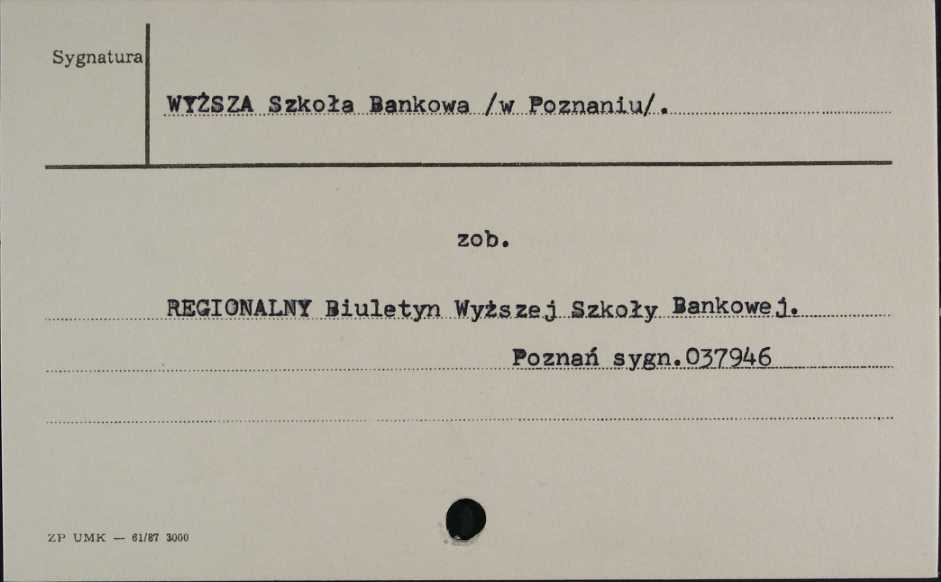 Sygnatura
WYŻSZA Szkoła Bankowa /w Poznaniu/.
zob.
REGIONALNY Biuletyn Wyższej Szkoły Bankowej.
Poznań sygn.037946
ZP UMK — 61/87 3000